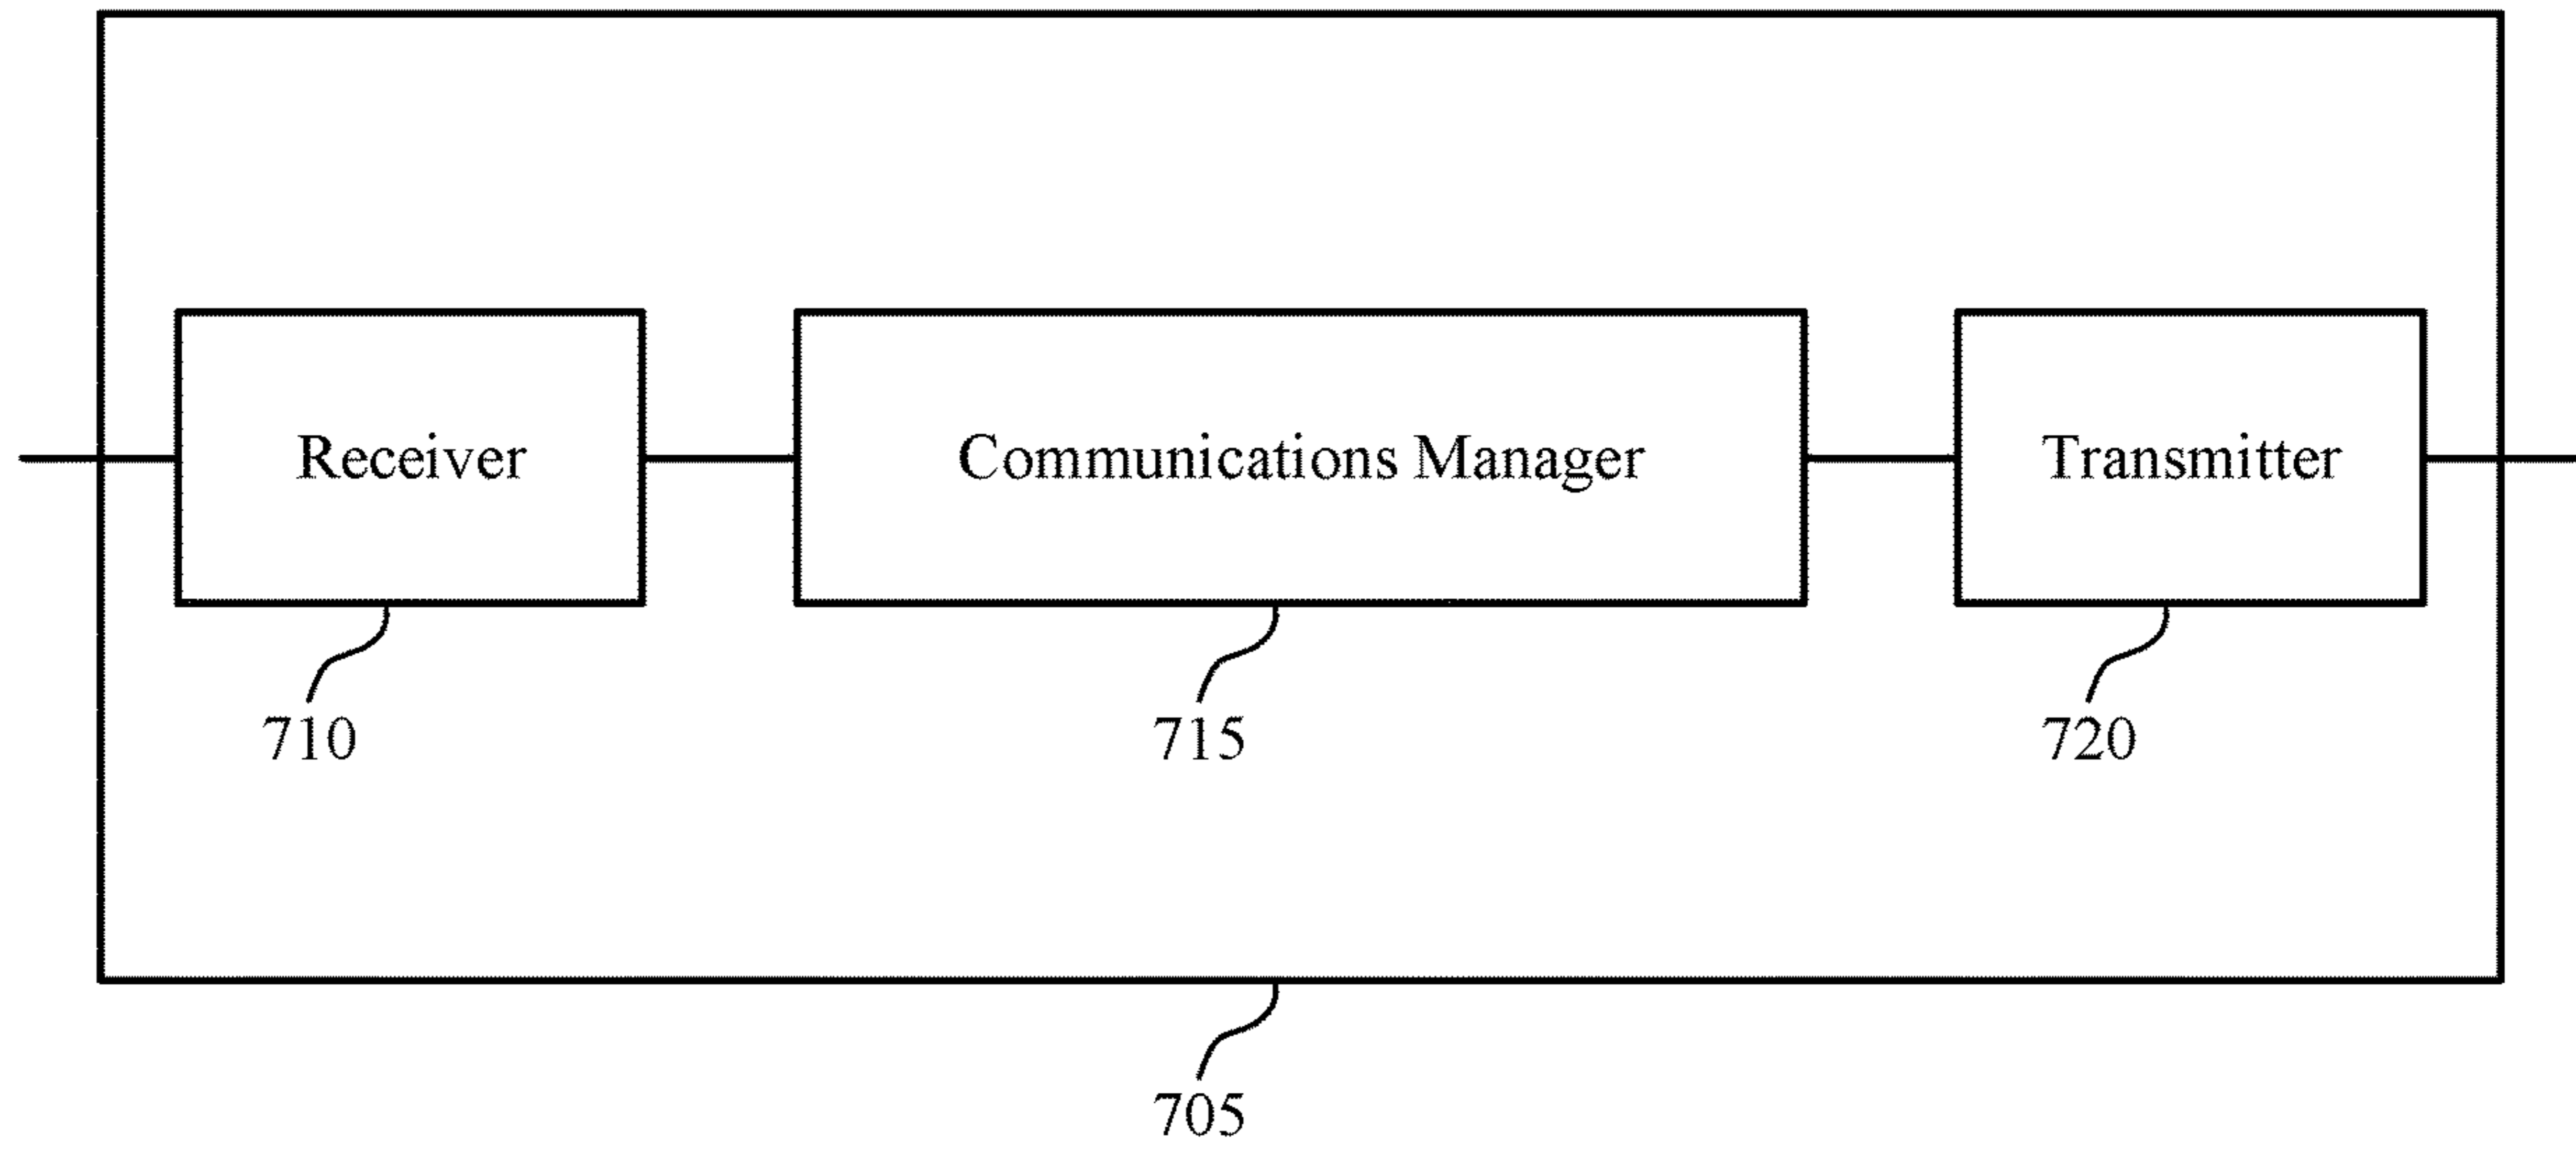 Receiver
Communications Manager
Transmitter
710
715
720
705